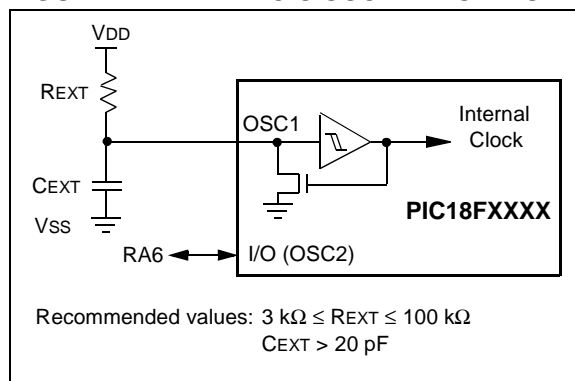 VDD
REXT
OSC1
Internal
Clock
CEXT
PIC18FXXXX
VSS
RA6
I/O (OSC2)
Recommended values: 3 kΩ ≤ REXT ≤ 100 kΩ
CEXT > 20 pF